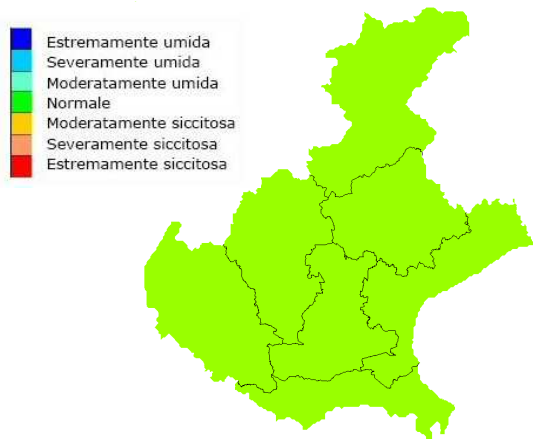 Estremamente umida
Severamente umida
Moderatamente umida
Normale
Moderatamente siccitosa
Severamente siccitosa
Estremamente siccitosa